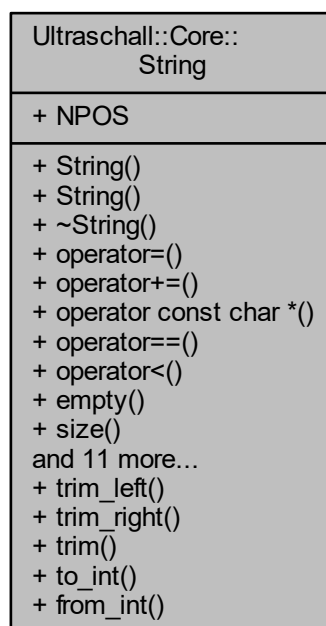 Ultraschall::Core::
String
+ NPOS
+ String()
+ String()
+ ~String()
+ operator=()
+ operator+=()
+ operator const char *()
+ operator==()
+ operator<()
+ empty()
+ size()
and 11 more...
+ trim_left()
+ trim_right()
+ trim()
+ to_int()
+ from_int()